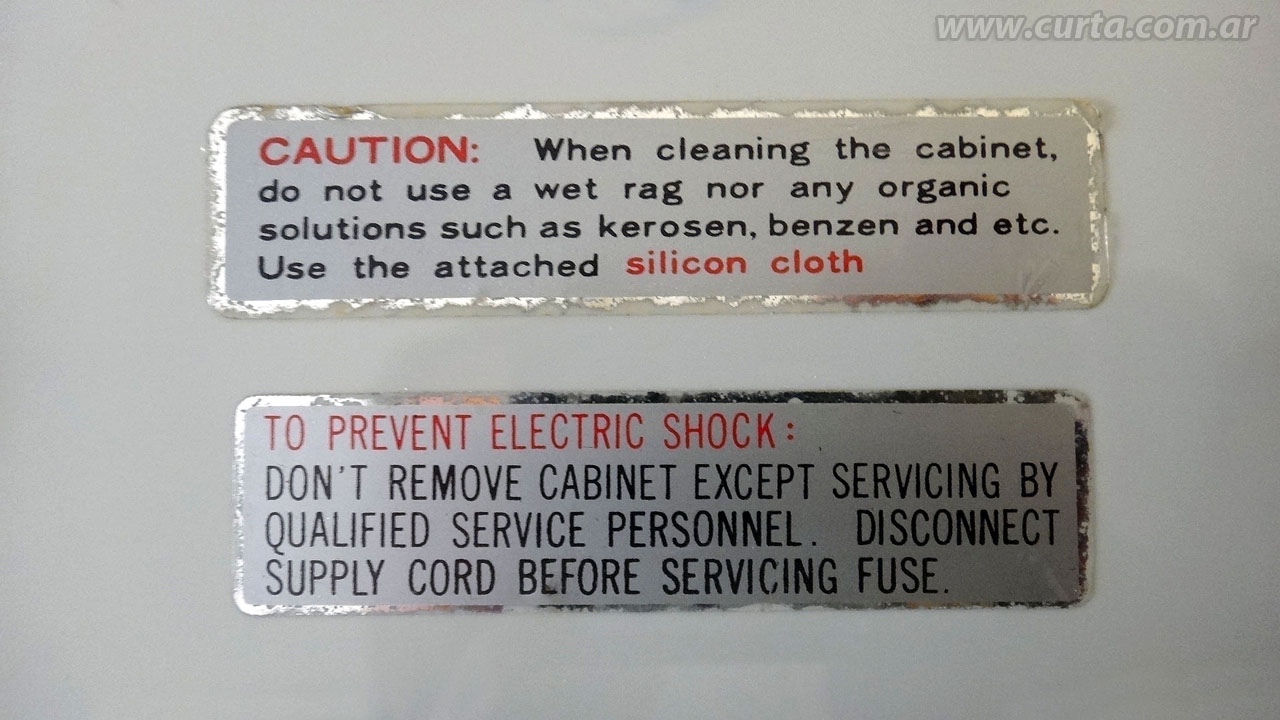 www.curta.com.ar
CAUTION: When cleaning the cabinet,
do not use a wet rag nor any organic
solutions such as kerosen, benzen and etc.
Use the attached silicon cloth
TO PREVENT ELECTRIC SHOCK:
DON'T REMOVE CABINET EXCEPT SERVICING BY
QUALIFIED SERVICE PERSONNEL. DISCONNECT
SUPPLY CORD BEFORE SERVICING FUSE.